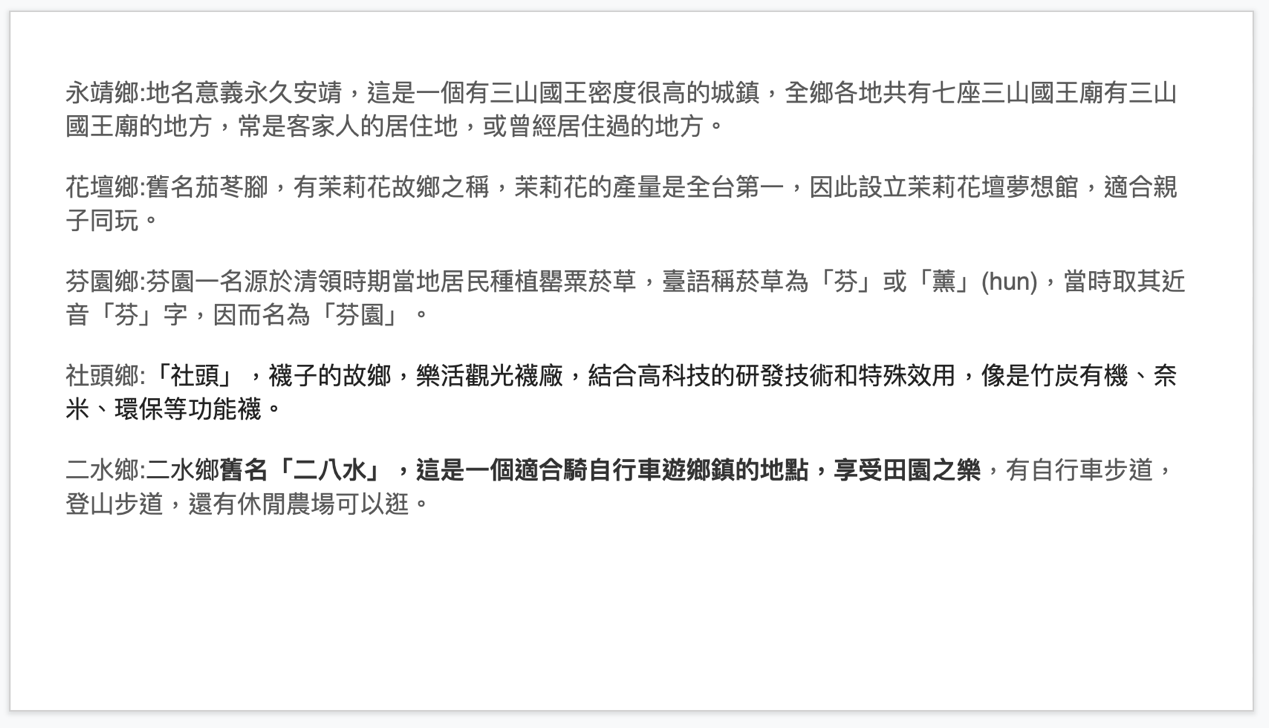 永靖鄉:地名意義永久安靖，這是一個有三山國王密度很高的城鎮，全鄉各地共有七座三山國王廟有三山
國王廟的地方，常是客家人的居住地，或曾經居住過的地方。
花壇鄉:舊名茄苳腳，有茉莉花故鄉之稱，茉莉花的產量是全台第一，因此設立茉莉花壇夢想館，適合親
子同玩。
芬園鄉:芬園一名源於清領時期當地居民種植罌粟菸草，臺語稱菸草為「芬」或「薰」(hun)，當時取其近
音「芬」字，因而名為「芬園」。
社頭鄉:「社頭」，襪子的故鄉，樂活觀光襪廠，結合高科技的研發技術和特殊效用，像是竹炭有機、奈
米、環保等功能襪。
二水鄉:二水鄉舊名「二八水」，這是一個適合騎自行車遊鄉鎮的地點，享受田園之樂，有自行車步道，
登山步道，還有休閒農場可以逛。